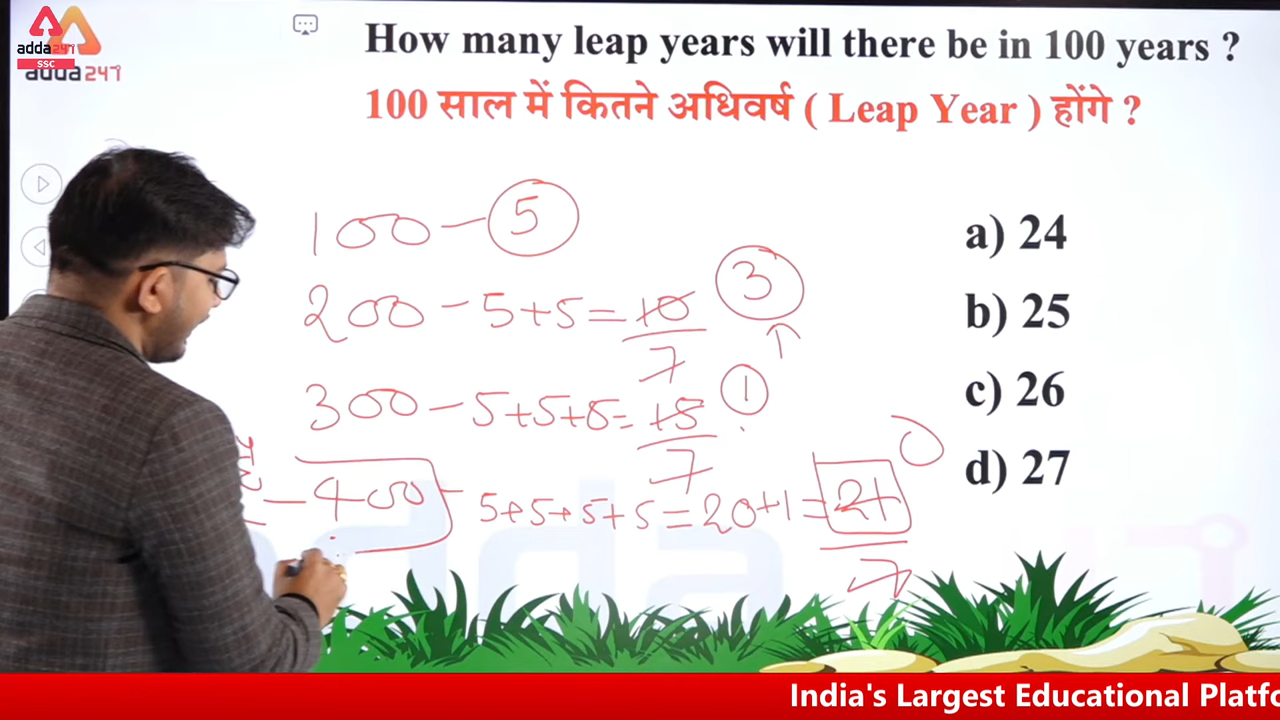 adda247
SSC
adda247
How many leap years will there be in 100 years ?
100 साल में कितने अधिवर्ष ( Leap Year ) होंगे ?
100 - 5
200 - 5+5 = 10/7 3
300 - 5+5+5 = 15/7 1
- 400 - 5+5+5+5 = 20+1 = 21/7 0
a) 24
b) 25
c) 26
d) 27
India's Largest Educational Platfo